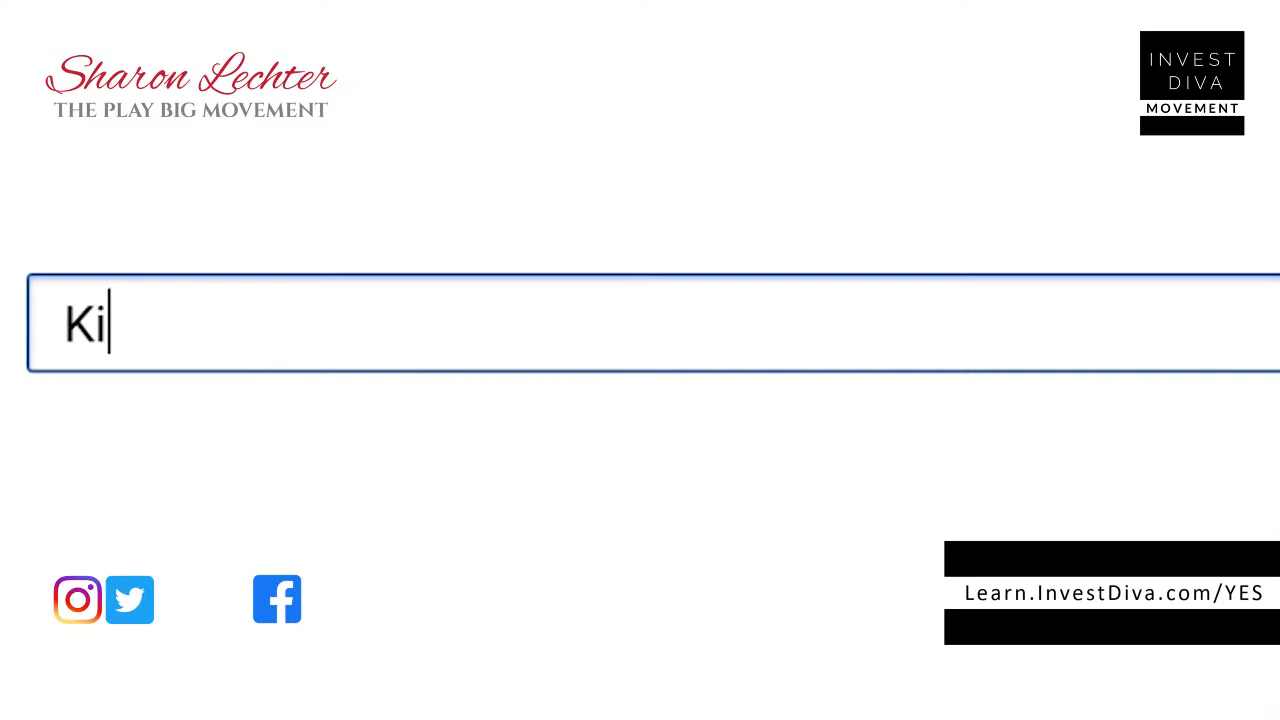 Sharon Lechter
THE PLAY BIG MOVEMENT
INVEST
DIVA
MOVEMENT
Ki
Learn.InvestDiva.com/YES